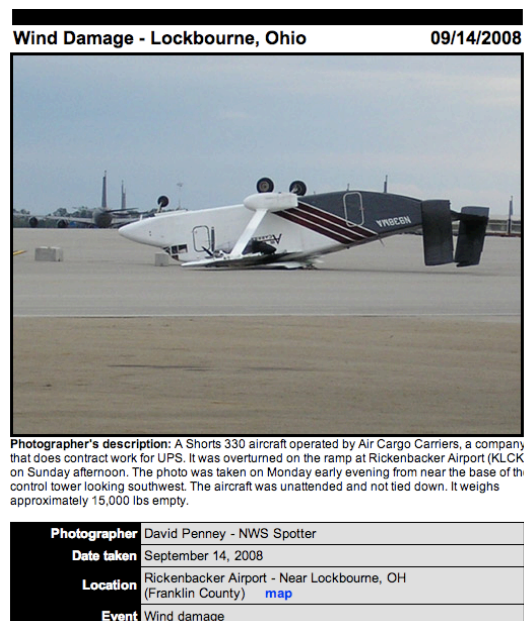 Wind Damage - Lockbourne, Ohio 09/14/2008
N938MA
Photographer's description: A Shorts 330 aircraft operated by Air Cargo Carriers, a company
that does contract work for UPS. It was overturned on the ramp at Rickenbacker Airport (KLCK
on Sunday afternoon. The photo was taken on Monday early evening from near the base of the
control tower looking southwest. The aircraft was unattended and not tied down. It weighs
approximately 15,000 lbs empty.
Photographer David Penney - NWS Spotter
Date taken September 14, 2008
Location Rickenbacker Airport - Near Lockbourne, OH
(Franklin County) map
Event Wind damage